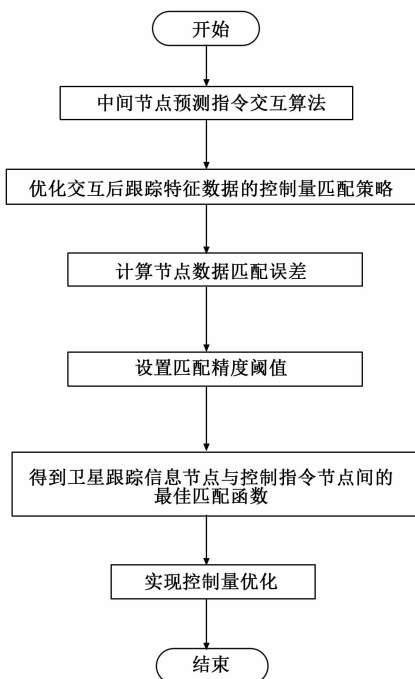 开始
中间节点预测指令交互算法
优化交互后跟踪特征数据的控制量匹配策略
计算节点数据匹配误差
设置匹配精度阈值
得到卫星跟踪信息节点与控制指令节点间的
最佳匹配函数
实现控制量优化
结束